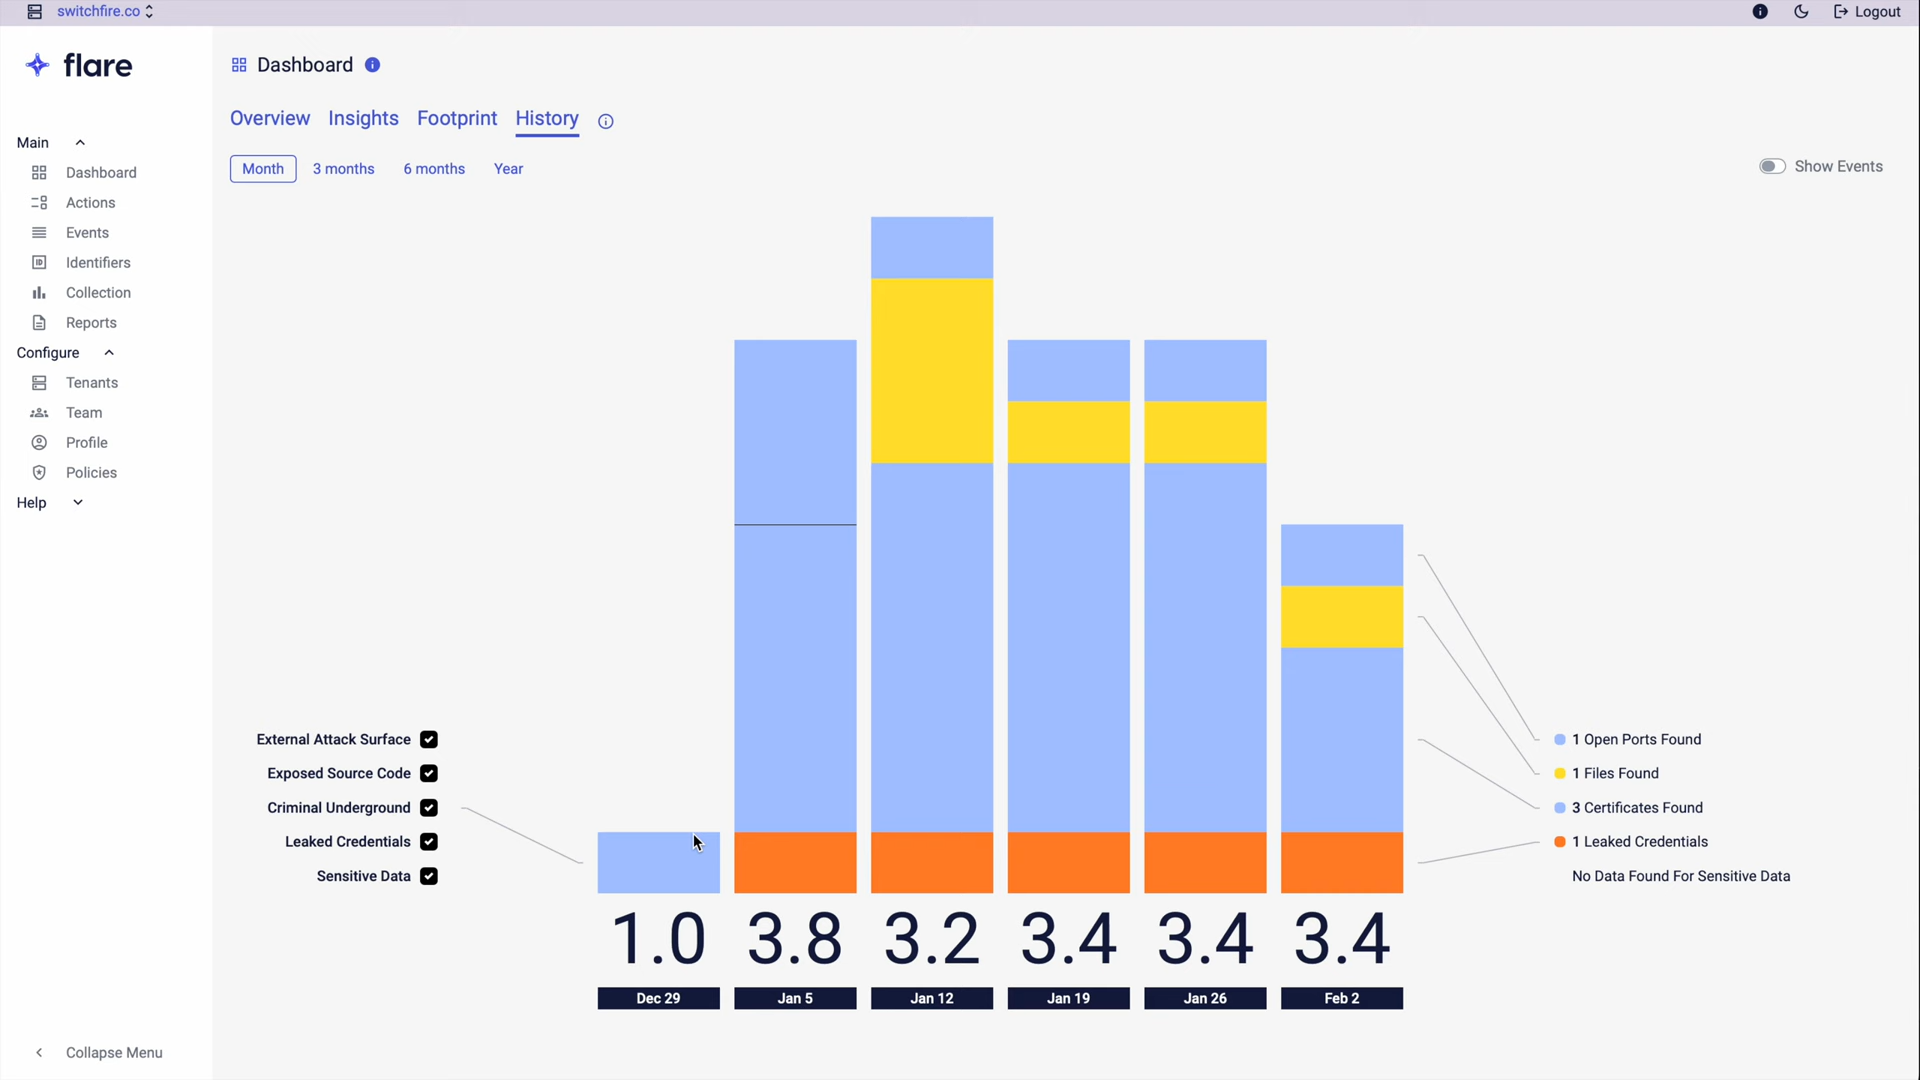 switchfire.co
Logout
flare
Dashboard
Overview Insights Footprint History
Month 3 months 6 months Year
Show Events
Main
Dashboard
Actions
Events
Identifiers
Collection
Reports
Configure
Tenants
Team
Profile
Policies
Help
Collapse Menu
External Attack Surface
Exposed Source Code
Criminal Underground
Leaked Credentials
Sensitive Data
1 Open Ports Found
1 Files Found
3 Certificates Found
1 Leaked Credentials
No Data Found For Sensitive Data
1.0 3.8 3.2 3.4 3.4 3.4
Dec 29 Jan 5 Jan 12 Jan 19 Jan 26 Feb 2